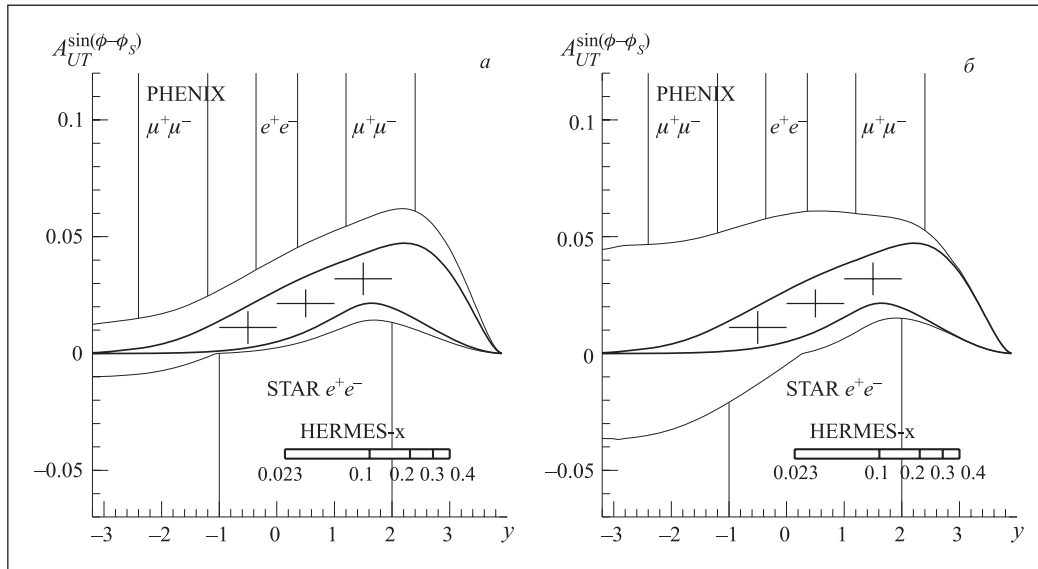 A_{UT}^{sin(ϕ–ϕ_S)}
а
PHENIX
μ⁺μ⁻ e⁺e⁻ μ⁺μ⁻
0.1
0.05
0
–0.05
STAR e⁺e⁻
HERMES-x
0.023 0.1 0.2 0.3 0.4
–3 –2 –1 0 1 2 3 y
A_{UT}^{sin(ϕ–ϕ_S)}
б
PHENIX
μ⁺μ⁻ e⁺e⁻ μ⁺μ⁻
0.1
0.05
0
–0.05
STAR e⁺e⁻
HERMES-x
0.023 0.1 0.2 0.3 0.4
–3 –2 –1 0 1 2 3 y